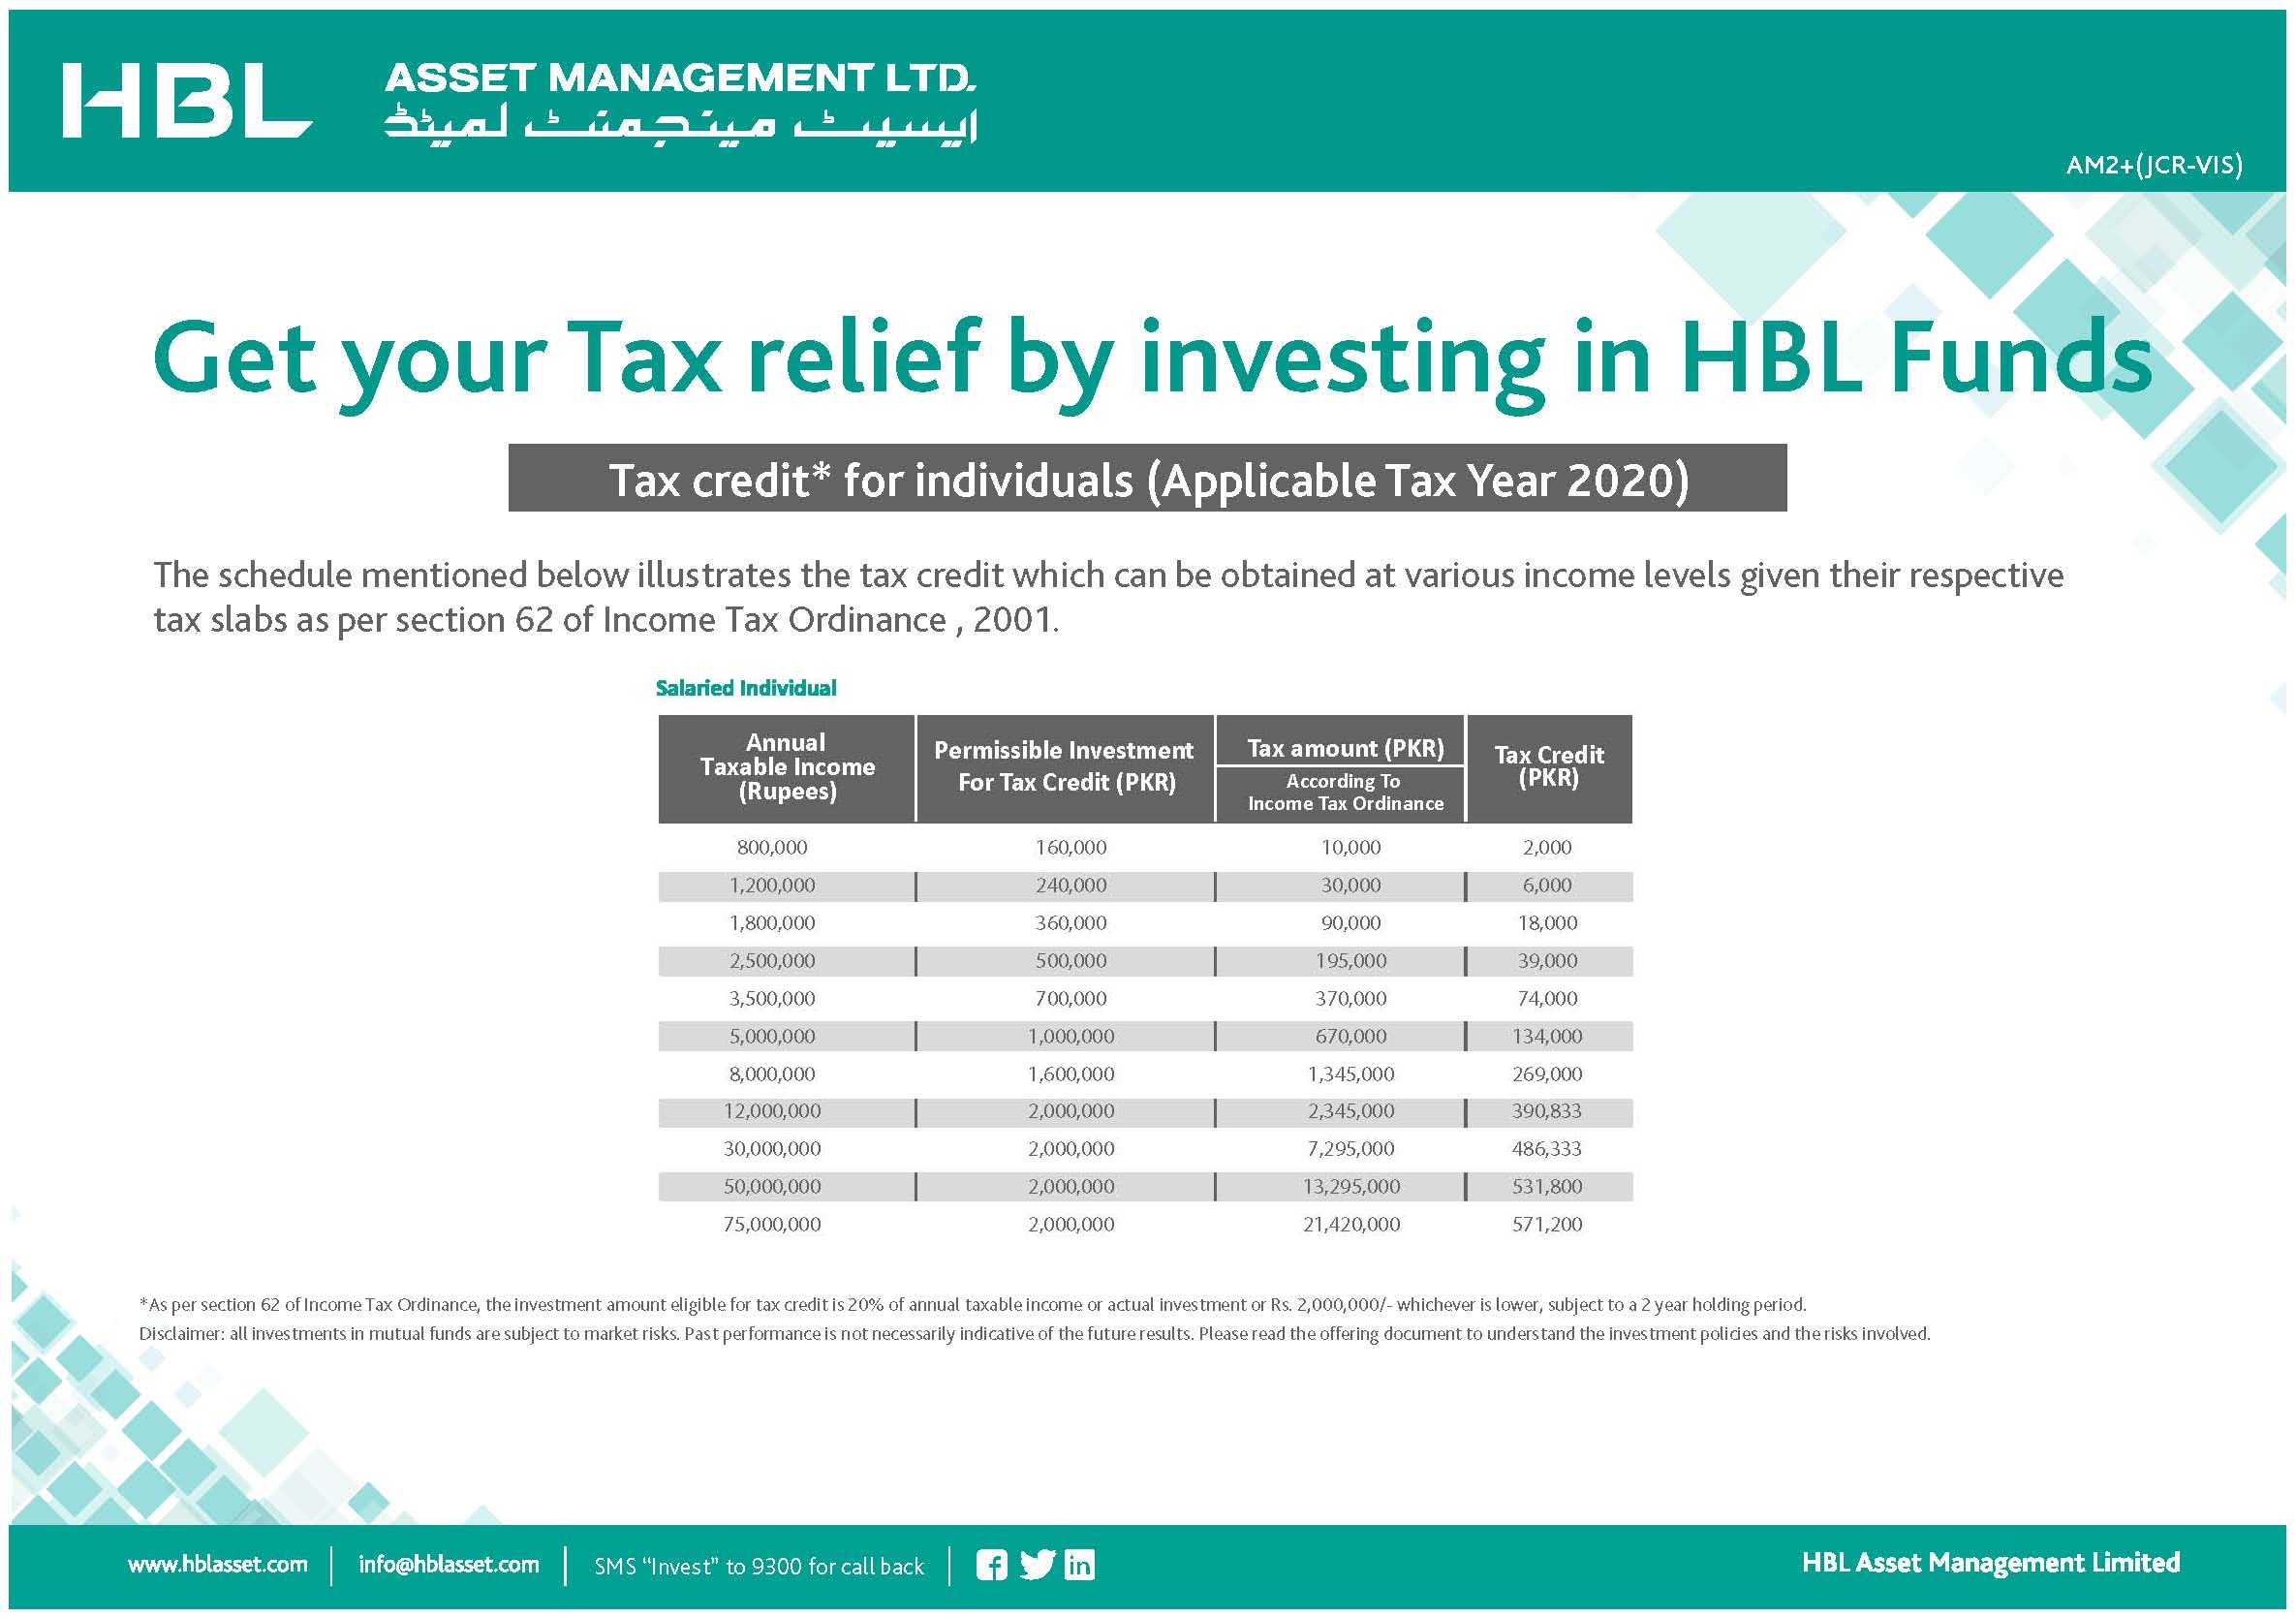 HBL
ASSET MANAGEMENT LTD.
ایسیٹ مینجمنٹ لمیٹڈ
AM2+(JCR-VIS)
Get your Tax relief by investing in HBL Funds
Tax credit* for individuals (Applicable Tax Year 2020)
The schedule mentioned below illustrates the tax credit which can be obtained at various income levels given their respective
tax slabs as per section 62 of Income Tax Ordinance , 2001.
Salaried Individual
Annual
Taxable Income
(Rupees)
Permissible Investment
For Tax Credit (PKR)
Tax amount (PKR)
According To
Income Tax Ordinance
Tax Credit
(PKR)
800,000 160,000 10,000 2,000
1,200,000 240,000 30,000 6,000
1,800,000 360,000 90,000 18,000
2,500,000 500,000 195,000 39,000
3,500,000 700,000 370,000 74,000
5,000,000 1,000,000 670,000 134,000
8,000,000 1,600,000 1,345,000 269,000
12,000,000 2,000,000 2,345,000 390,833
30,000,000 2,000,000 7,295,000 486,333
50,000,000 2,000,000 13,295,000 531,800
75,000,000 2,000,000 21,420,000 571,200
*As per section 62 of Income Tax Ordinance, the investment amount eligible for tax credit is 20% of annual taxable income or actual investment or Rs. 2,000,000/- whichever is lower, subject to a 2 year holding period.
Disclaimer: all investments in mutual funds are subject to market risks. Past performance is not necessarily indicative of the future results. Please read the offering document to understand the investment policies and the risks involved.
www.hblasset.com | info@hblasset.com | SMS "Invest" to 9300 for call back |
HBL Asset Management Limited